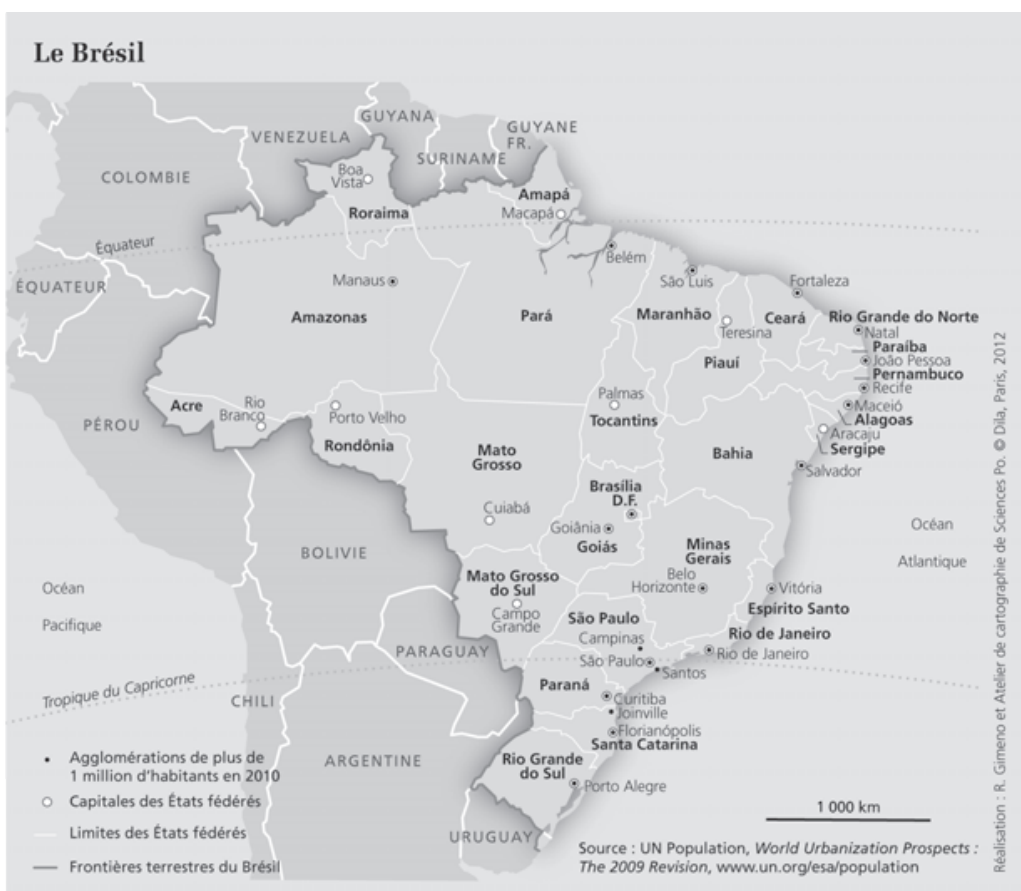 Le Brésil
GUYANA
VENEZUELA
GUYANE
FR.
SURINAME
COLOMBIE
Boa
Vista
Roraima
Amapá
Macapá
Équateur
Belém
ÉQUATEUR
Manaus
São Luis
Fortaleza
Amazonas
Pará
Maranhão
Teresina
Ceará
Rio Grande do Norte
Natal
Paraíba
João Pessoa
Piauí
Pernambuco
Recife
Acre
Rio
Branco
Porto Velho
Palmas
Tocantins
Maceió
Alagoas
Aracaju
Sergipe
PÉROU
Rondônia
Mato
Grosso
Bahia
Salvador
Brasília
D.F.
Cuiabá
Goiânia
Goiás
Océan
Atlantique
BOLIVIE
Minas
Gerais
Belo
Horizonte
Mato Grosso
do Sul
Campo
Grande
Vitória
Espírito Santo
Océan
Pacifique
São Paulo
Campinas
São Paulo
Santos
Rio de Janeiro
Rio de Janeiro
PARAGUAY
Tropique du Capricorne
CHILI
Paraná
Curitiba
Joinville
Florianópolis
Santa Catarina
ARGENTINE
Rio Grande
do Sul
Porto Alegre
URUGUAY
Agglomérations de plus de
1 million d'habitants en 2010
Capitales des États fédérés
Limites des États fédérés
Frontières terrestres du Brésil
1 000 km
Source : UN Population, World Urbanization Prospects :
The 2009 Revision, www.un.org/esa/population
Réalisation : R. Gimeno et Atelier de cartographie de Sciences Po. © Dila, Paris, 2012